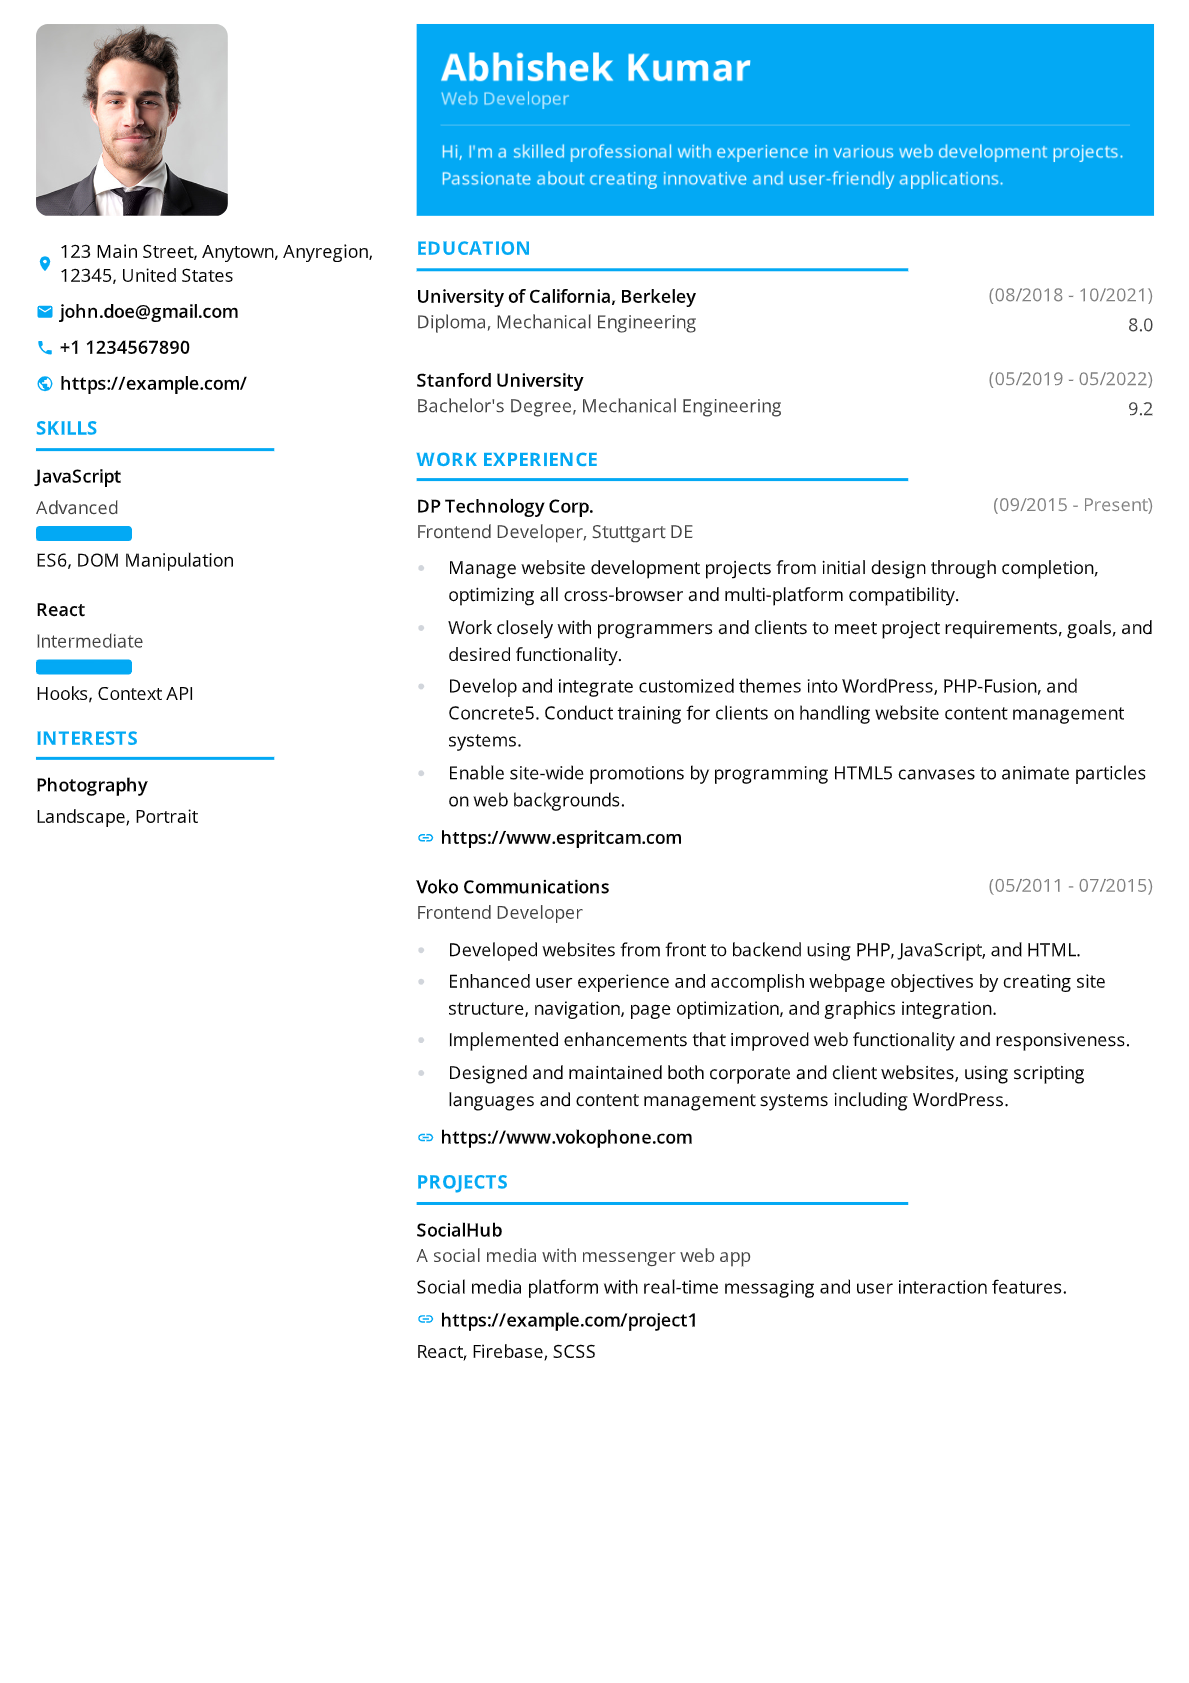 Abhishek Kumar
Web Developer
Hi, I'm a skilled professional with experience in various web development projects.
Passionate about creating innovative and user-friendly applications.
123 Main Street, Anytown, Anyregion,
12345, United States
john.doe@gmail.com
+1 1234567890
https://example.com/
SKILLS
JavaScript
Advanced
ES6, DOM Manipulation
React
Intermediate
Hooks, Context API
INTERESTS
Photography
Landscape, Portrait
EDUCATION
University of California, Berkeley (08/2018 - 10/2021)
Diploma, Mechanical Engineering 8.0
Stanford University (05/2019 - 05/2022)
Bachelor's Degree, Mechanical Engineering 9.2
WORK EXPERIENCE
DP Technology Corp. (09/2015 - Present)
Frontend Developer, Stuttgart DE
• Manage website development projects from initial design through completion,
optimizing all cross-browser and multi-platform compatibility.
• Work closely with programmers and clients to meet project requirements, goals, and
desired functionality.
• Develop and integrate customized themes into WordPress, PHP-Fusion, and
Concrete5. Conduct training for clients on handling website content management
systems.
• Enable site-wide promotions by programming HTML5 canvases to animate particles
on web backgrounds.
https://www.espritcam.com
Voko Communications (05/2011 - 07/2015)
Frontend Developer
• Developed websites from front to backend using PHP, JavaScript, and HTML.
• Enhanced user experience and accomplish webpage objectives by creating site
structure, navigation, page optimization, and graphics integration.
• Implemented enhancements that improved web functionality and responsiveness.
• Designed and maintained both corporate and client websites, using scripting
languages and content management systems including WordPress.
https://www.vokophone.com
PROJECTS
SocialHub
A social media with messenger web app
Social media platform with real-time messaging and user interaction features.
https://example.com/project1
React, Firebase, SCSS